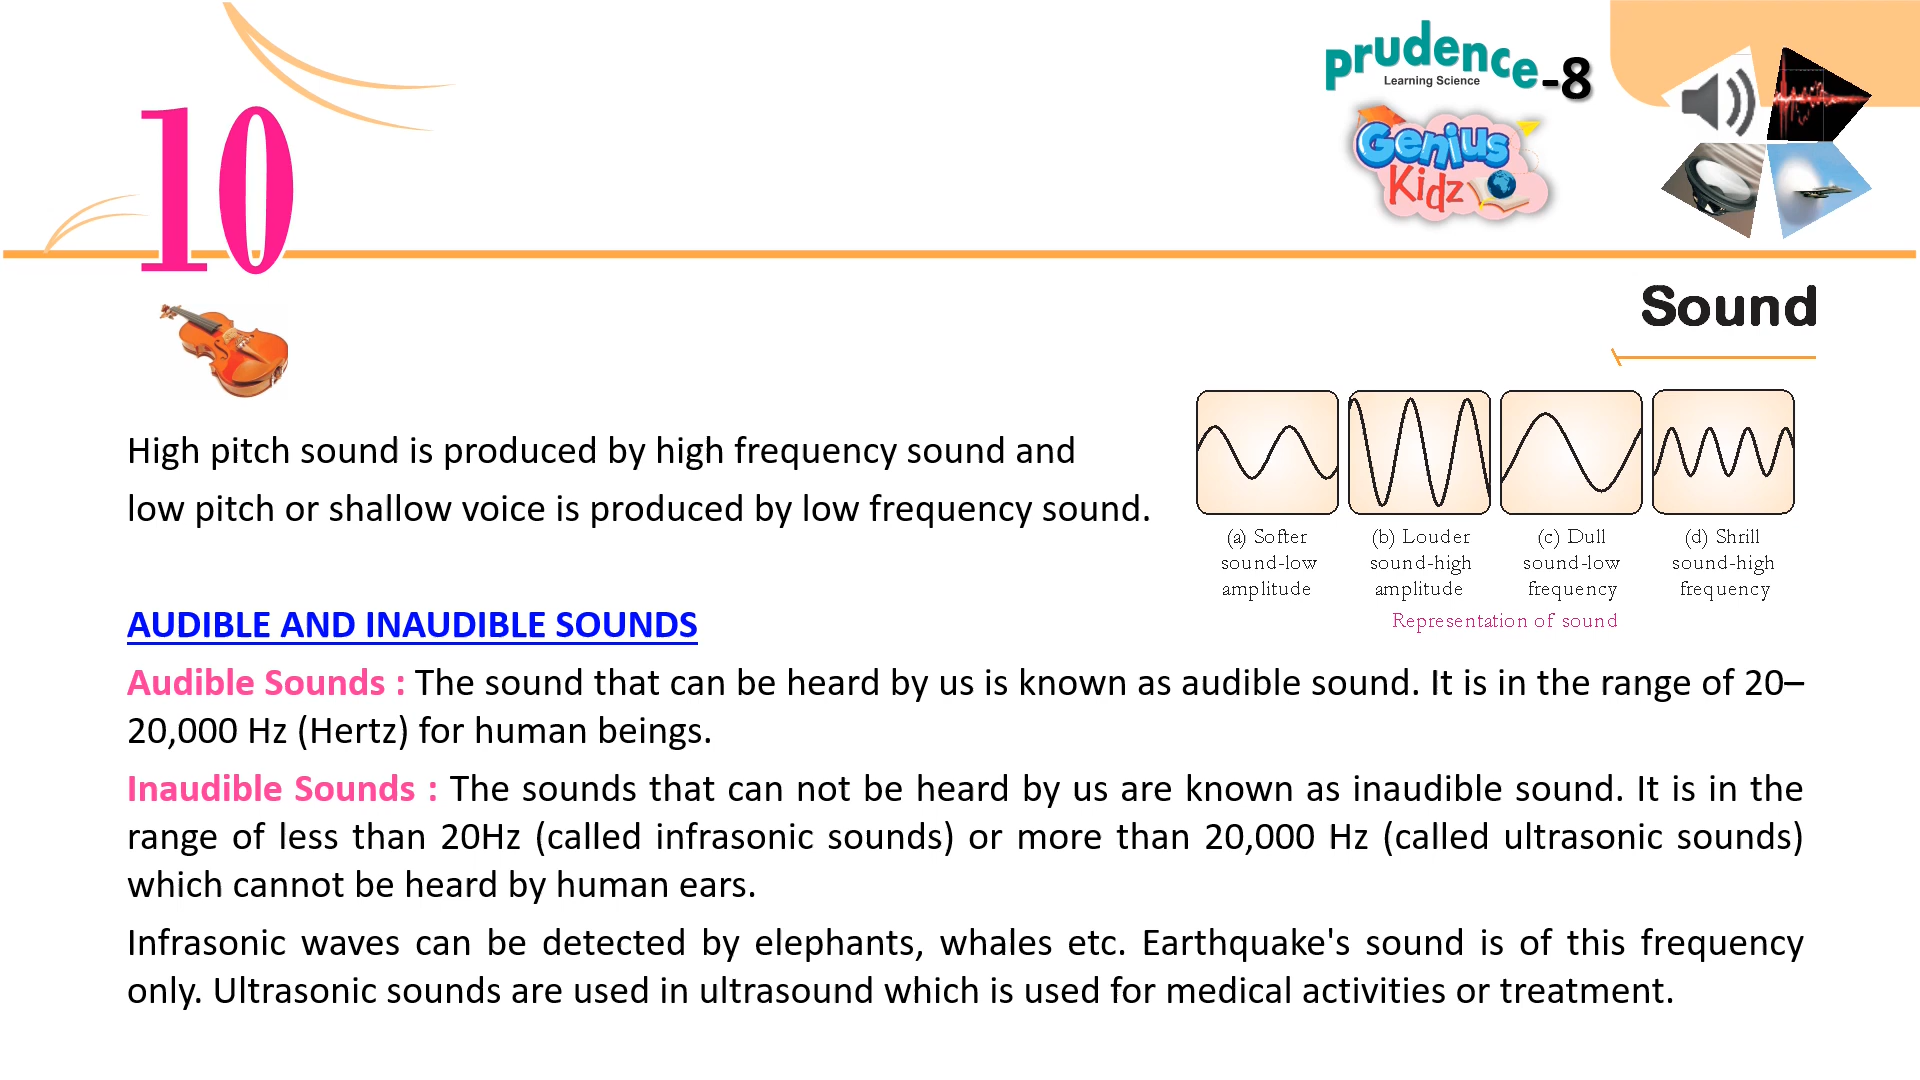 prudence-8
Learning Science
Genius
Kidz
10
Sound
High pitch sound is produced by high frequency sound and
low pitch or shallow voice is produced by low frequency sound.
(a) Softer
sound-low
amplitude
(b) Louder
sound-high
amplitude
(c) Dull
sound-low
frequency
(d) Shrill
sound-high
frequency
Representation of sound
AUDIBLE AND INAUDIBLE SOUNDS
Audible Sounds : The sound that can be heard by us is known as audible sound. It is in the range of 20–
20,000 Hz (Hertz) for human beings.
Inaudible Sounds : The sounds that can not be heard by us are known as inaudible sound. It is in the
range of less than 20Hz (called infrasonic sounds) or more than 20,000 Hz (called ultrasonic sounds)
which cannot be heard by human ears.
Infrasonic waves can be detected by elephants, whales etc. Earthquake's sound is of this frequency
only. Ultrasonic sounds are used in ultrasound which is used for medical activities or treatment.